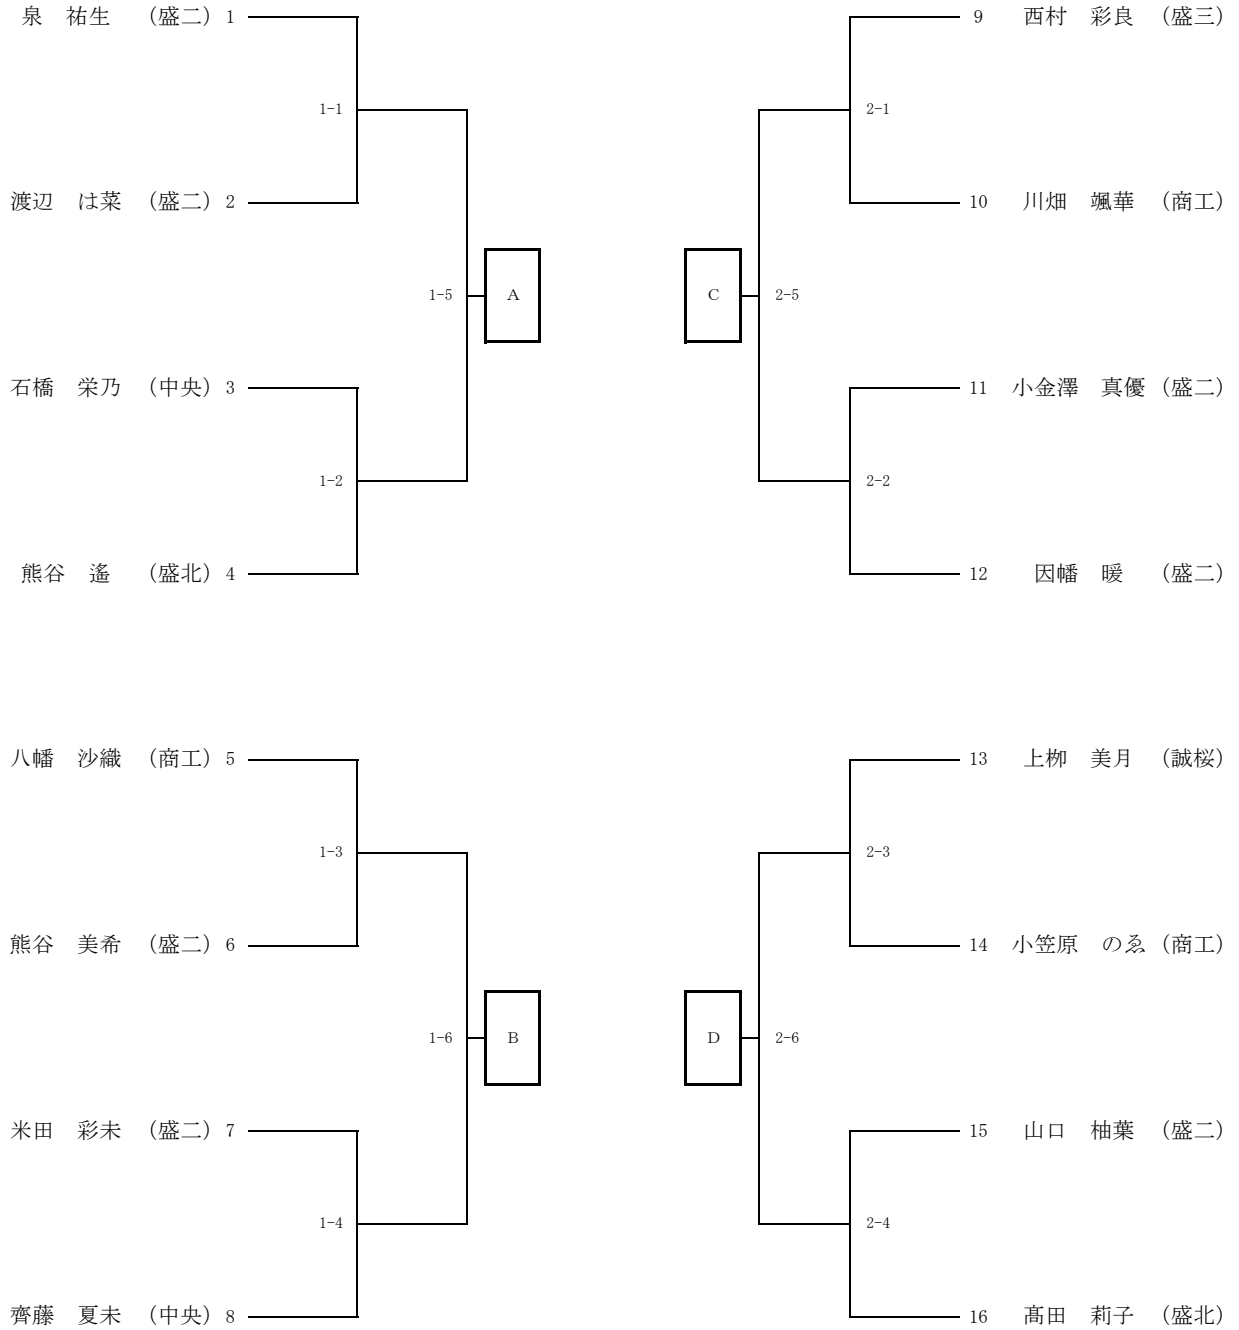 泉　祐生　（盛二） 1
1-1
渡辺　は菜　（盛二） 2
1-5
A
石橋　栄乃　（中央） 3
1-2
熊谷　遙　（盛北） 4
八幡　沙織　（商工） 5
1-3
熊谷　美希　（盛二） 6
1-6
B
米田　彩未　（盛二） 7
1-4
齊藤　夏未　（中央） 8
9　西村　彩良　（盛三）
2-1
10　川畑　颯華　（商工）
C
2-5
11　小金澤　真優（盛二）
2-2
12　因幡　暖　（盛二）
13　上栁　美月　（誠桜）
2-3
14　小笠原　のゑ（商工）
D
2-6
15　山口　柚葉　（盛二）
2-4
16　髙田　莉子　（盛北）